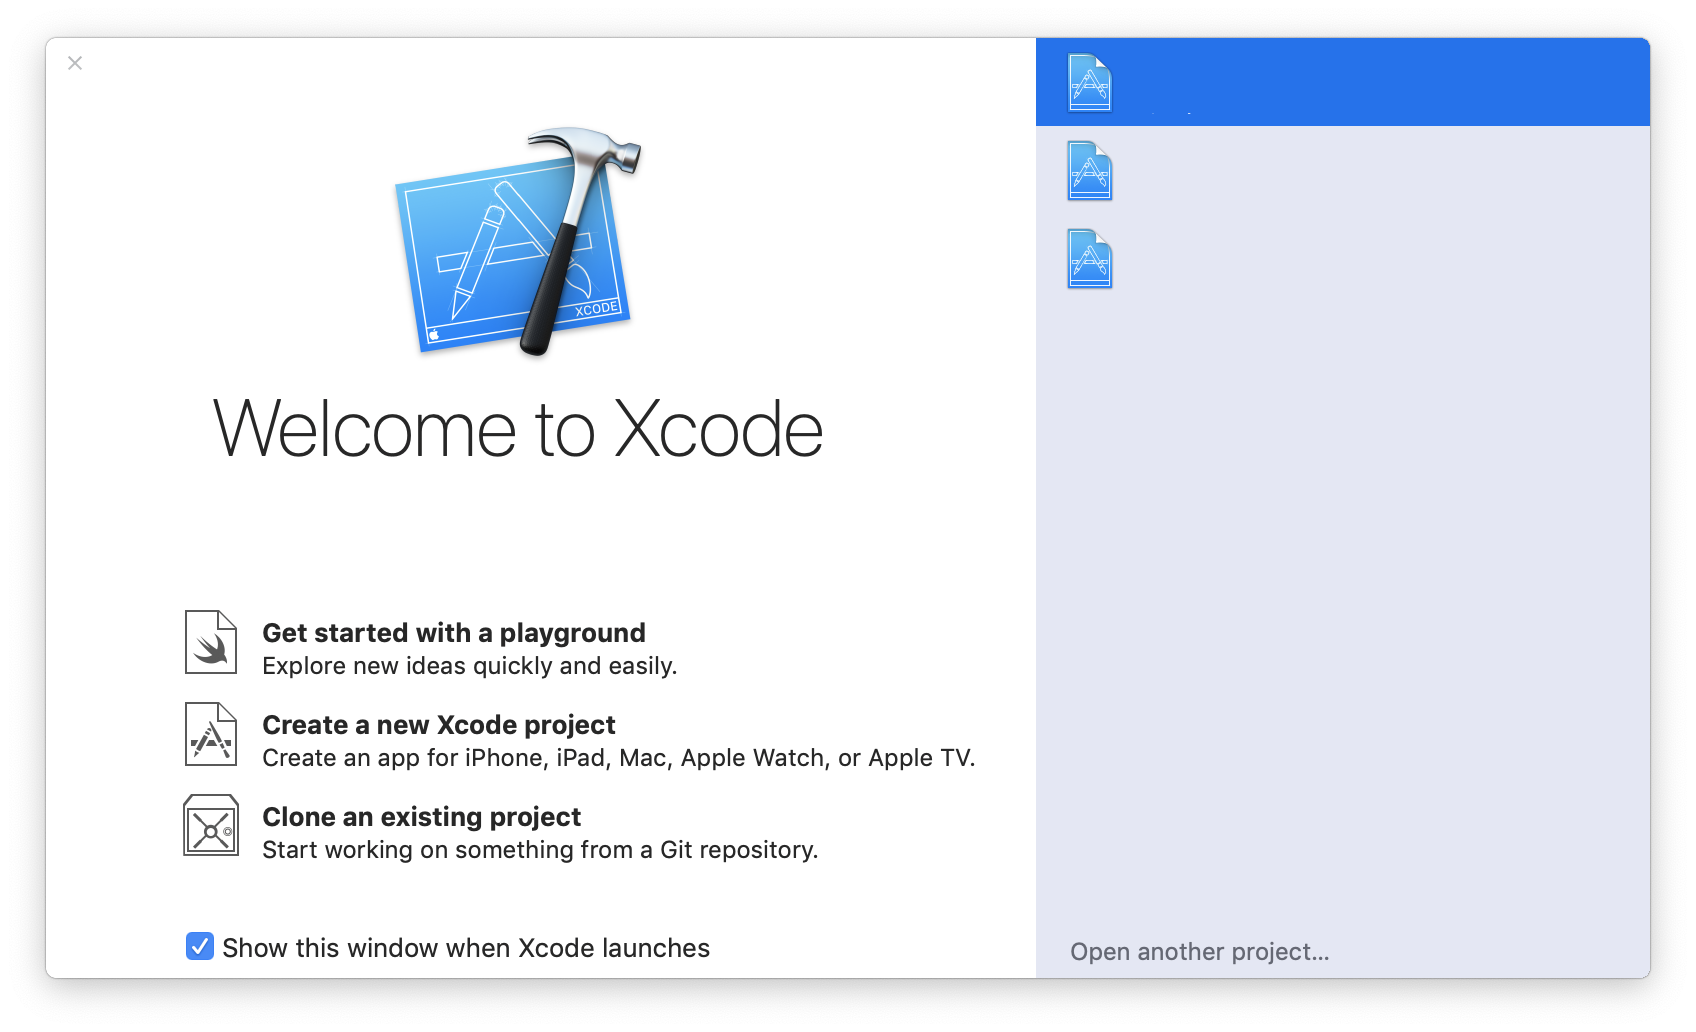 XCODE
Welcome to Xcode
Get started with a playground
Explore new ideas quickly and easily.
Create a new Xcode project
Create an app for iPhone, iPad, Mac, Apple Watch, or Apple TV.
Clone an existing project
Start working on something from a Git repository.
Show this window when Xcode launches
Open another project...